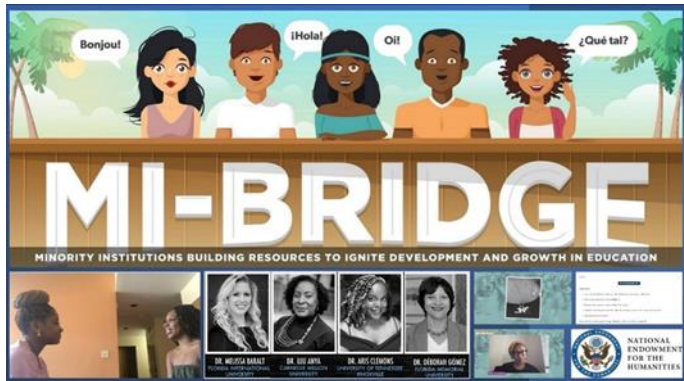 Bonjou!
¡Hola!
Oi!
¿Qué tal?
MI-BRIDGE
MINORITY INSTITUTIONS BUILDING RESOURCES TO IGNITE DEVELOPMENT AND GROWTH IN EDUCATION
DR. MELISSA BARALT
FLORIDA INTERNATIONAL
UNIVERSITY
DR. UJU ANYA
CARNEGIE MELLON
UNIVERSITY
DR. ARIS CLEMONS
UNIVERSITY OF TENNESSEE
KNOXVILLE
DR. DÉBORAH GÓMEZ
FLORIDA MEMORIAL
UNIVERSITY
NATIONAL
ENDOWMENT
FOR THE
HUMANITIES